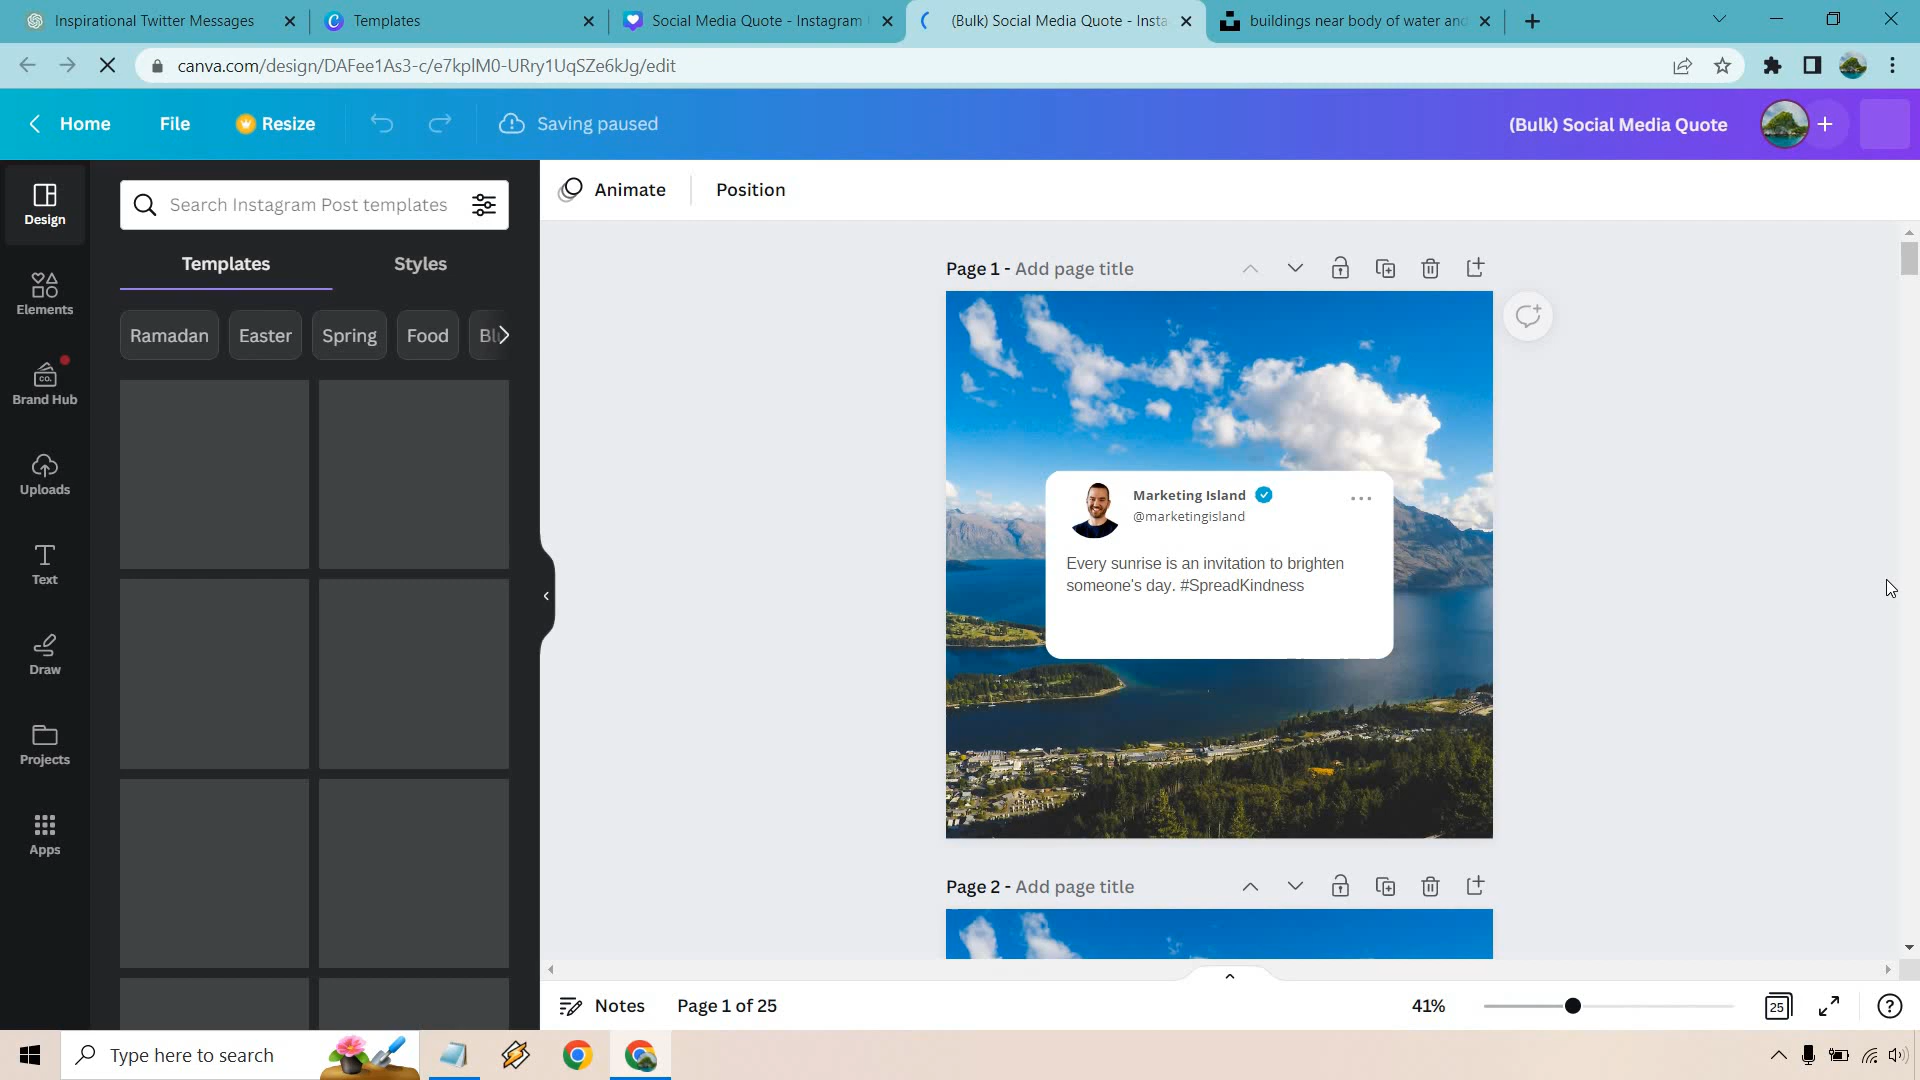 Inspirational Twitter Messages
Templates
Social Media Quote - Instagram
(Bulk) Social Media Quote - Insta
buildings near body of water and
canva.com/design/DAFee1As3-c/e7kplM0-URry1UqSZe6kJg/edit
Home
File
Resize
Saving paused
(Bulk) Social Media Quote
Design
Elements
CO.
Brand Hub
Uploads
Text
Draw
Projects
Apps
Search Instagram Post templates
Templates
Styles
Ramadan
Easter
Spring
Food
Animate
Position
Page 1 - Add page title
Marketing Island
@marketingisland
Every sunrise is an invitation to brighten
someone's day. #SpreadKindness
Page 2 - Add page title
Notes
Page 1 of 25
41%
25
Type here to search